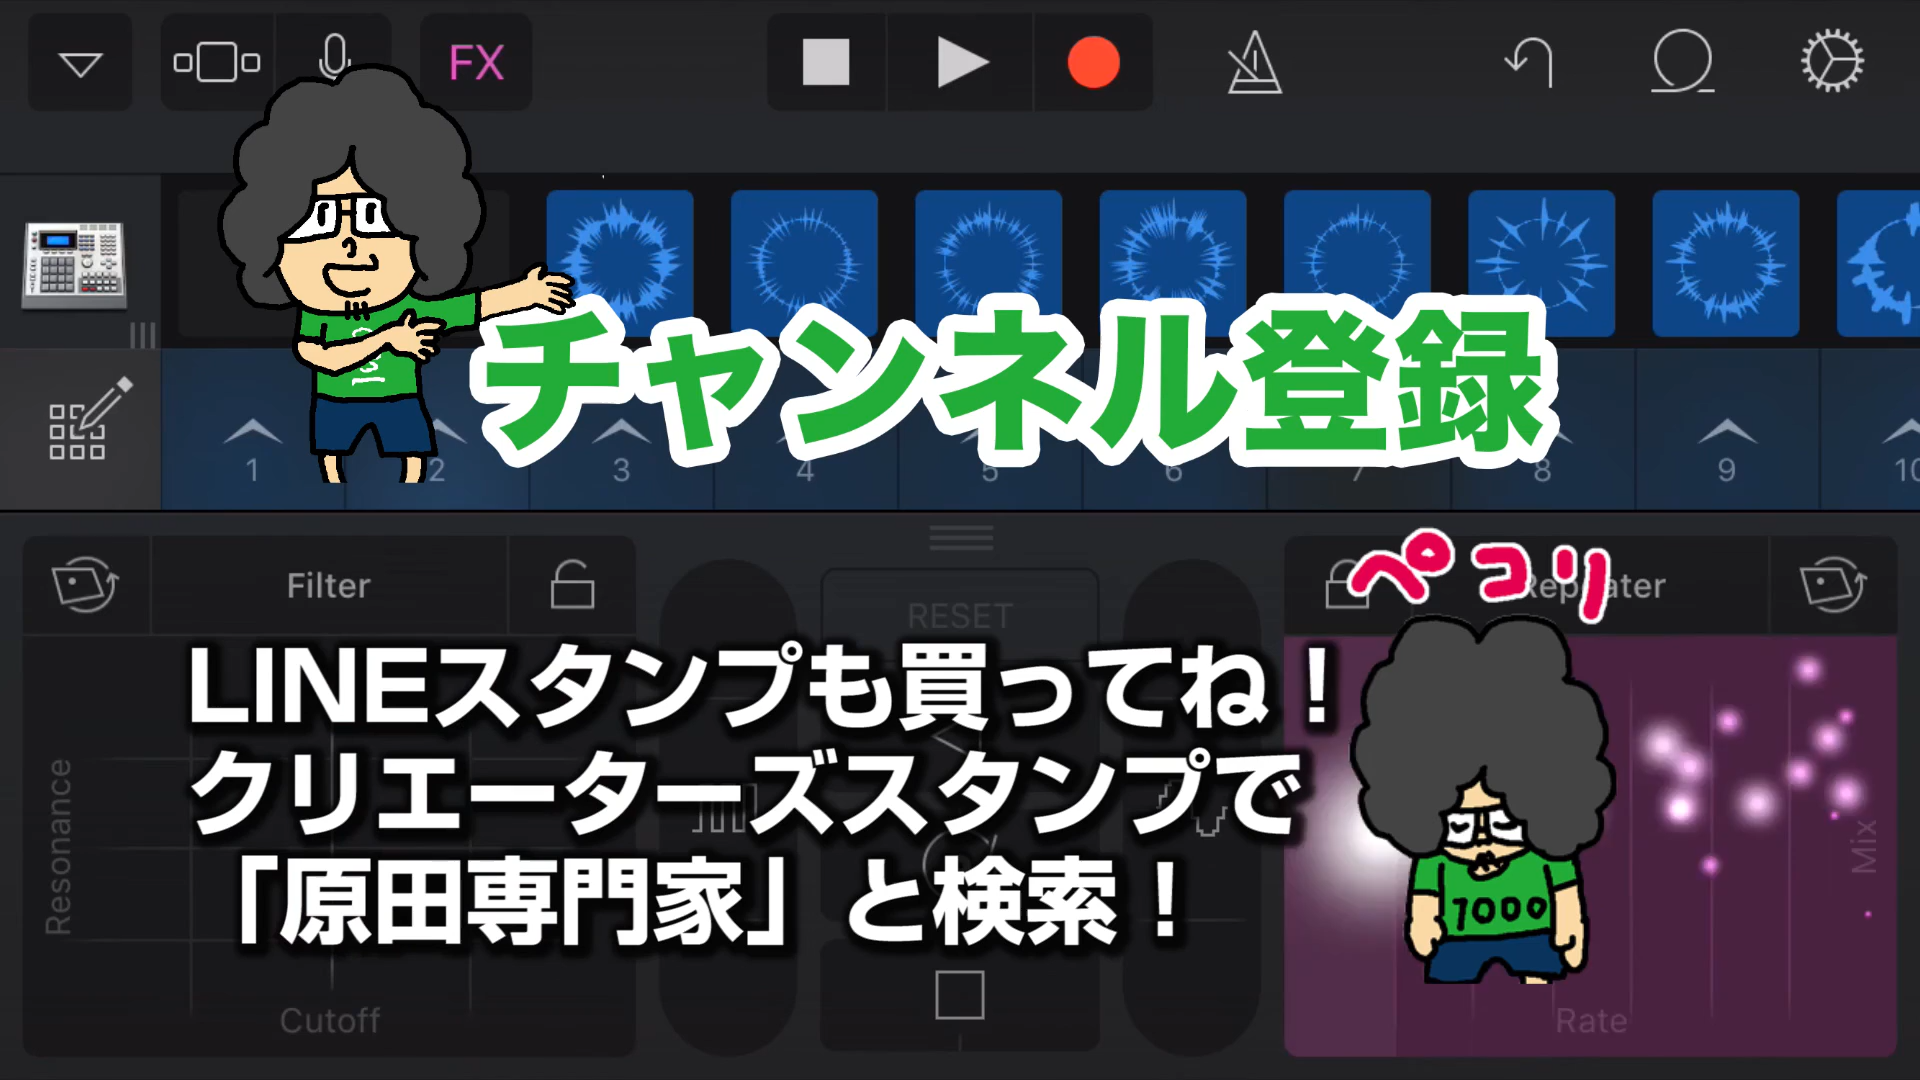 FX
チャンネル登録
1 2 3 4 5 6 7 8 9 10
Filter
RESET
ペコリ
Repeater
LINEスタンプも買ってね！
クリエーターズスタンプで
「原田専門家」と検索！
1000
Resonance
Cutoff
Mix
Rate